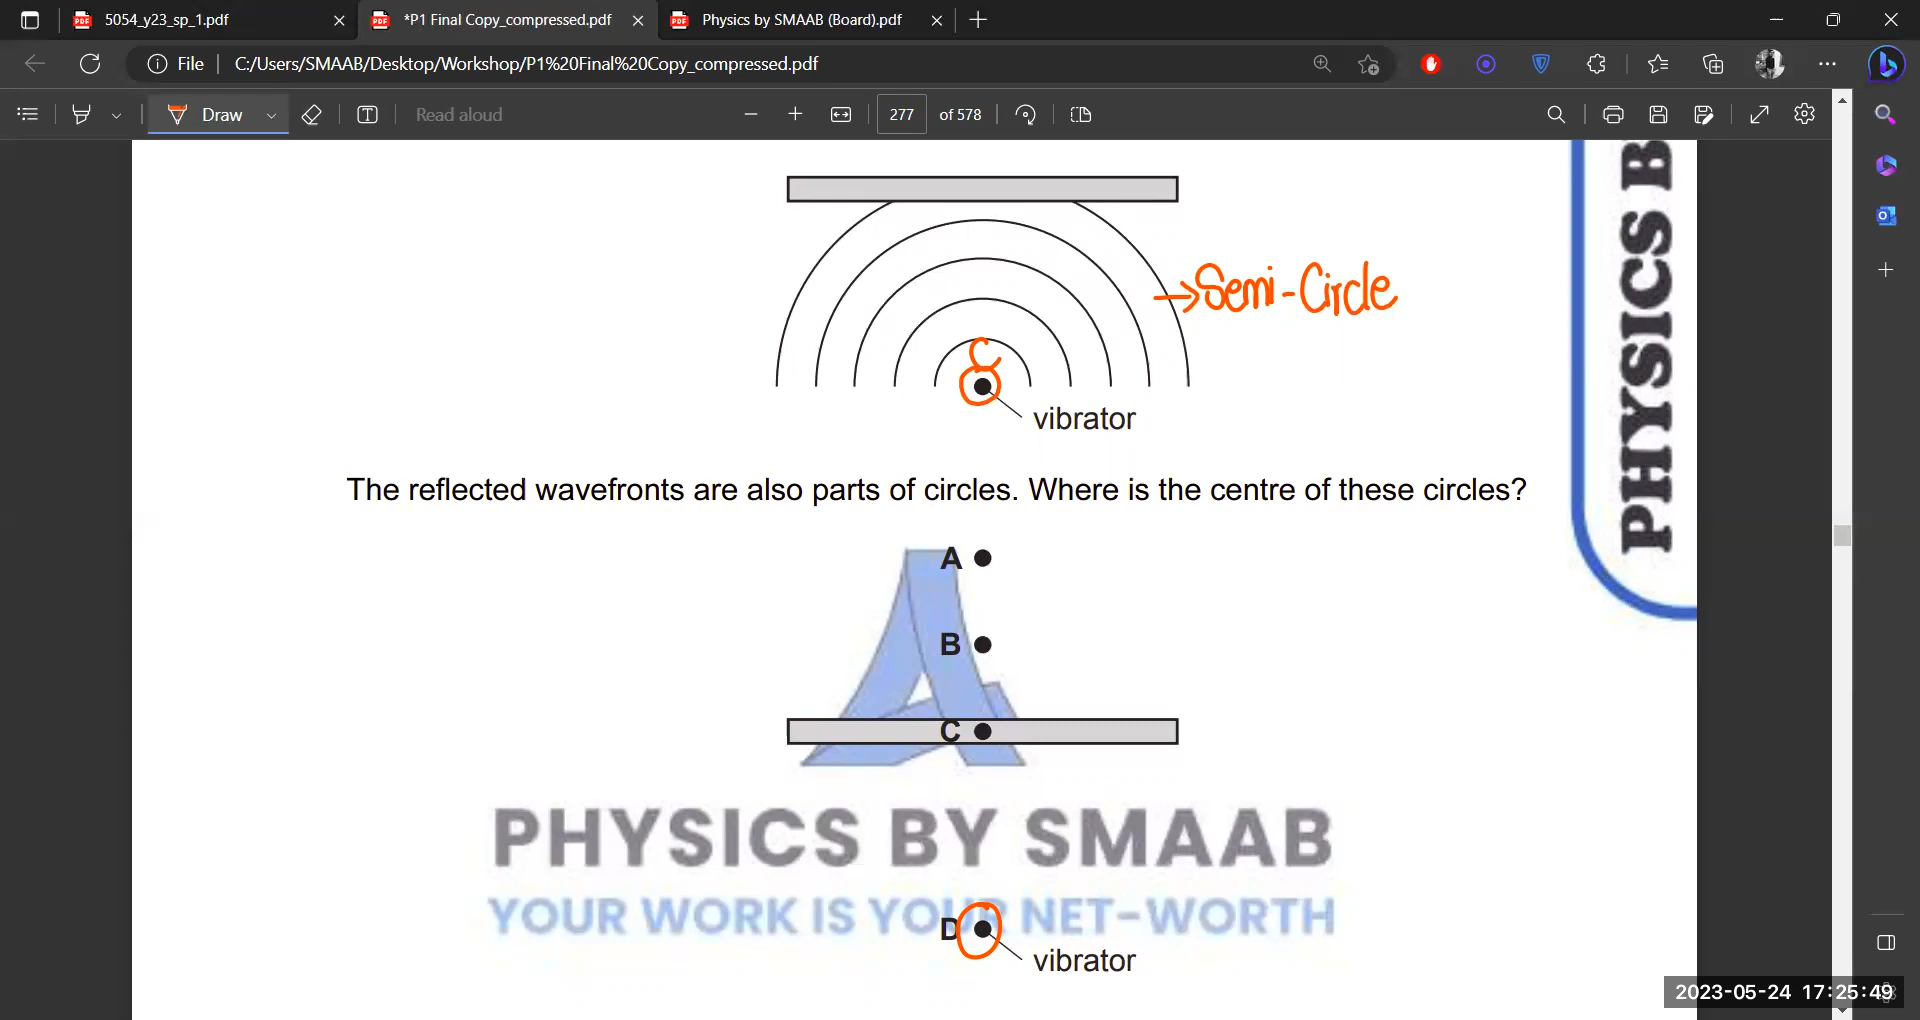 5054_y23_sp_1.pdf
*P1 Final Copy_compressed.pdf
Physics by SMAAB (Board).pdf
File
C:/Users/SMAAB/Desktop/Workshop/P1%20Final%20Copy_compressed.pdf
Draw
Read aloud
277
of 578
Semi-Circle
C
vibrator
The reflected wavefronts are also parts of circles. Where is the centre of these circles?
A
B
C
PHYSICS BY SMAAB
YOUR WORK IS YOUR NET-WORTH
D
vibrator
PHYSICS B
2023-05-24 17:25:49